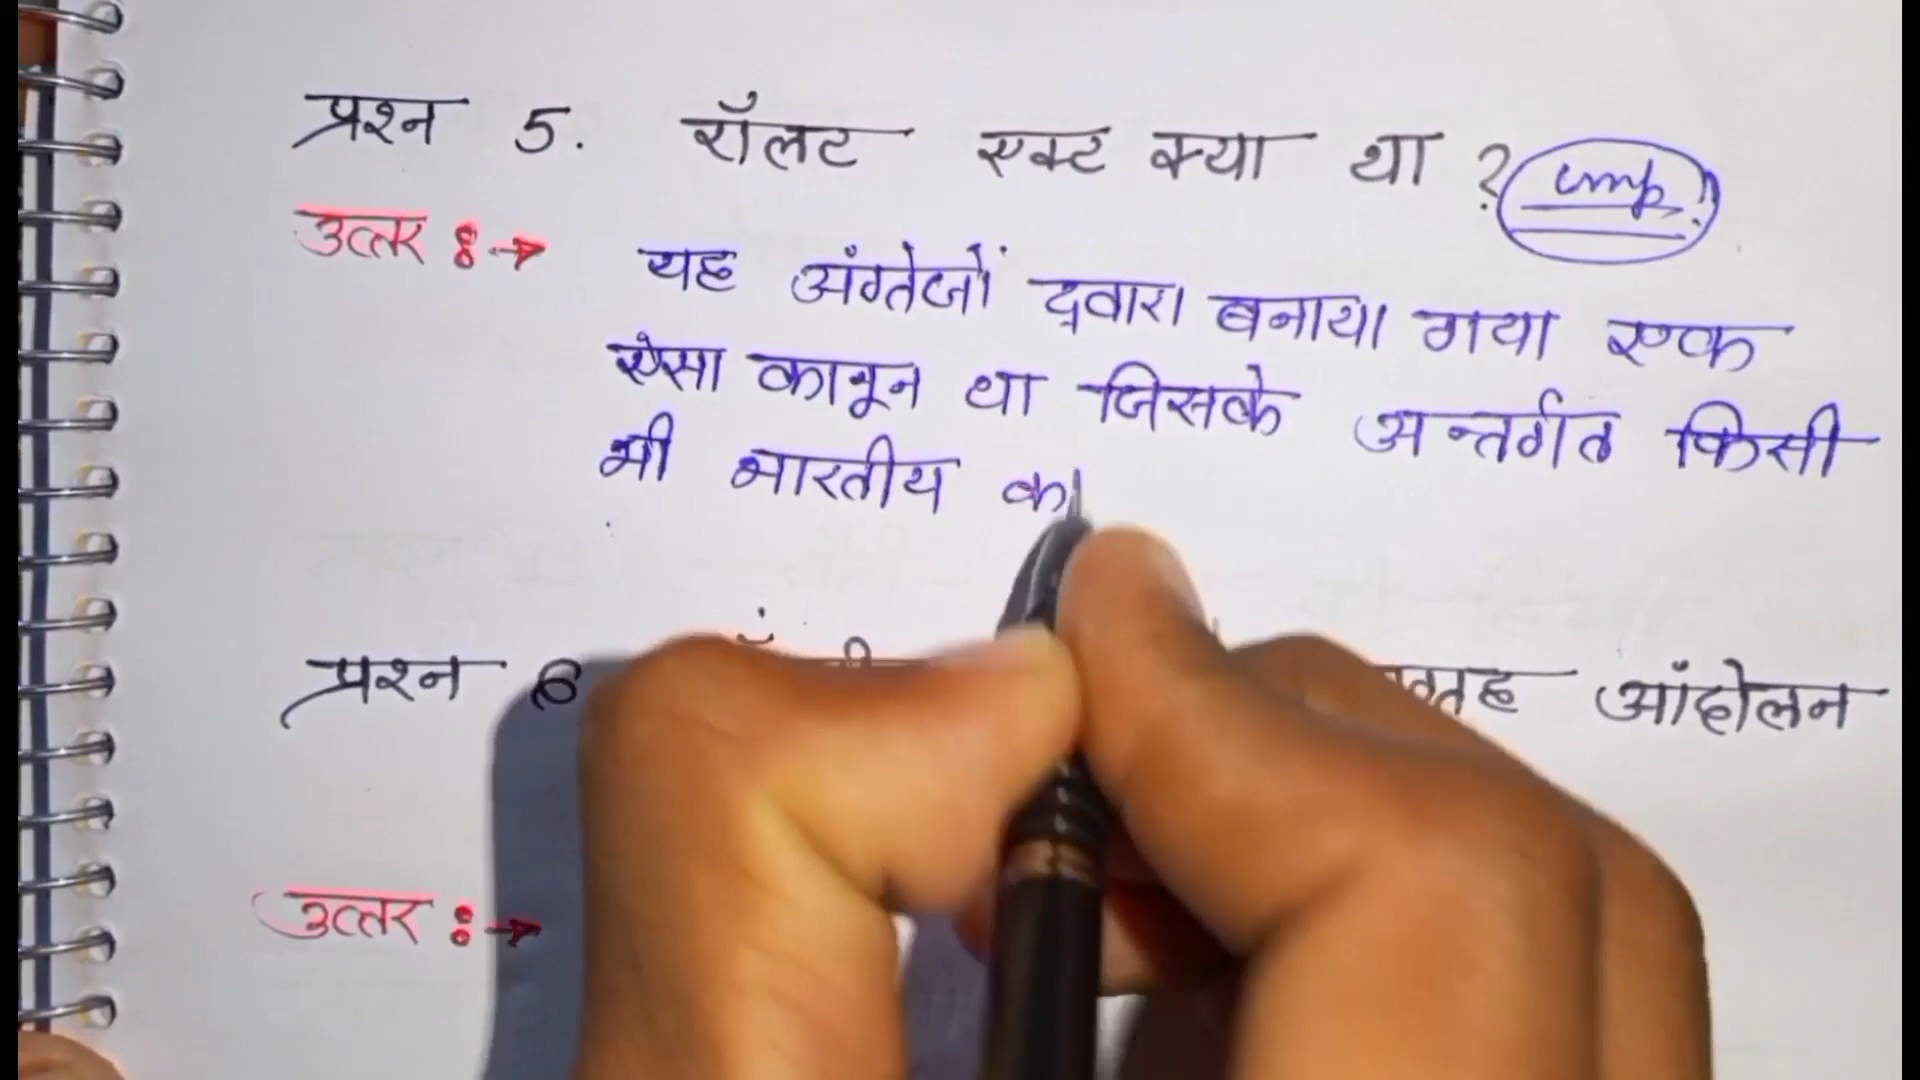 प्रश्न 5. रॉलट एक्ट क्या था ? imp!
उत्तर :→ यह अंग्रेजों द्वारा बनाया गया एक
ऐसा कानून था जिसके अन्तर्गत किसी
भी भारतीय का
प्रश्न 6 आंदोलन
उत्तर :→